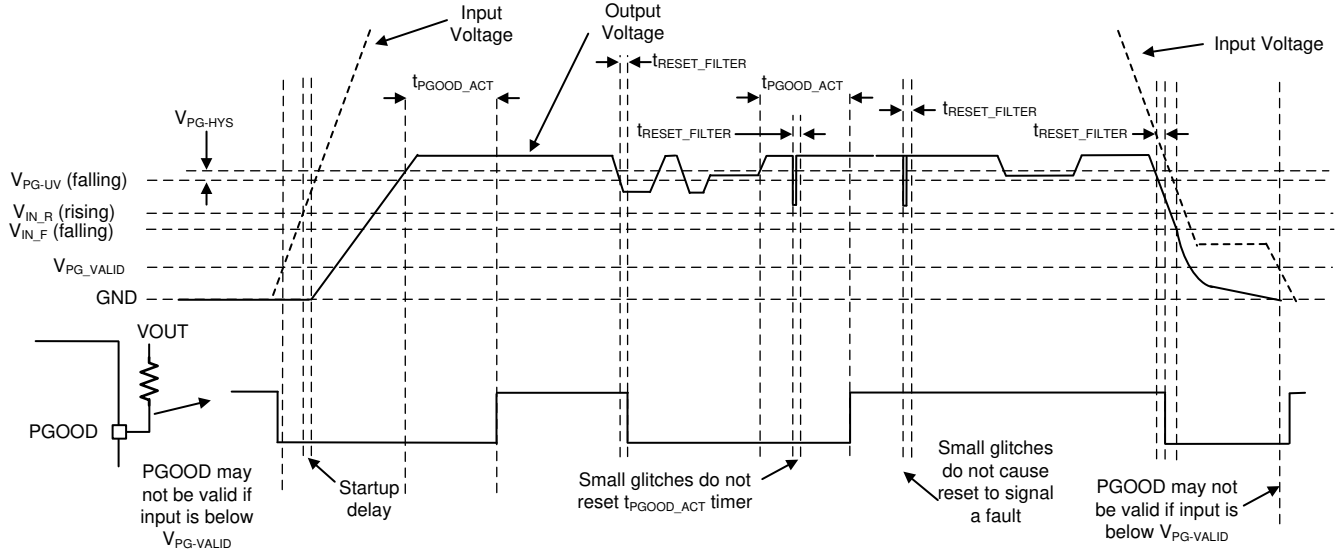 Input
Voltage
Output
Voltage
Input Voltage
tRESET_FILTER
tPGOOD_ACT
tPGOOD_ACT
tRESET_FILTER
tRESET_FILTER
tRESET_FILTER
VPG-HYS
VPG-UV (falling)
VIN_R (rising)
VIN_F (falling)
VPG_VALID
GND
VOUT
PGOOD
PGOOD may
not be valid if
input is below
VPG-VALID
Startup
delay
Small glitches do not
reset tPGOOD_ACT timer
Small glitches
do not cause
reset to signal
a fault
PGOOD may not
be valid if input is
below VPG-VALID